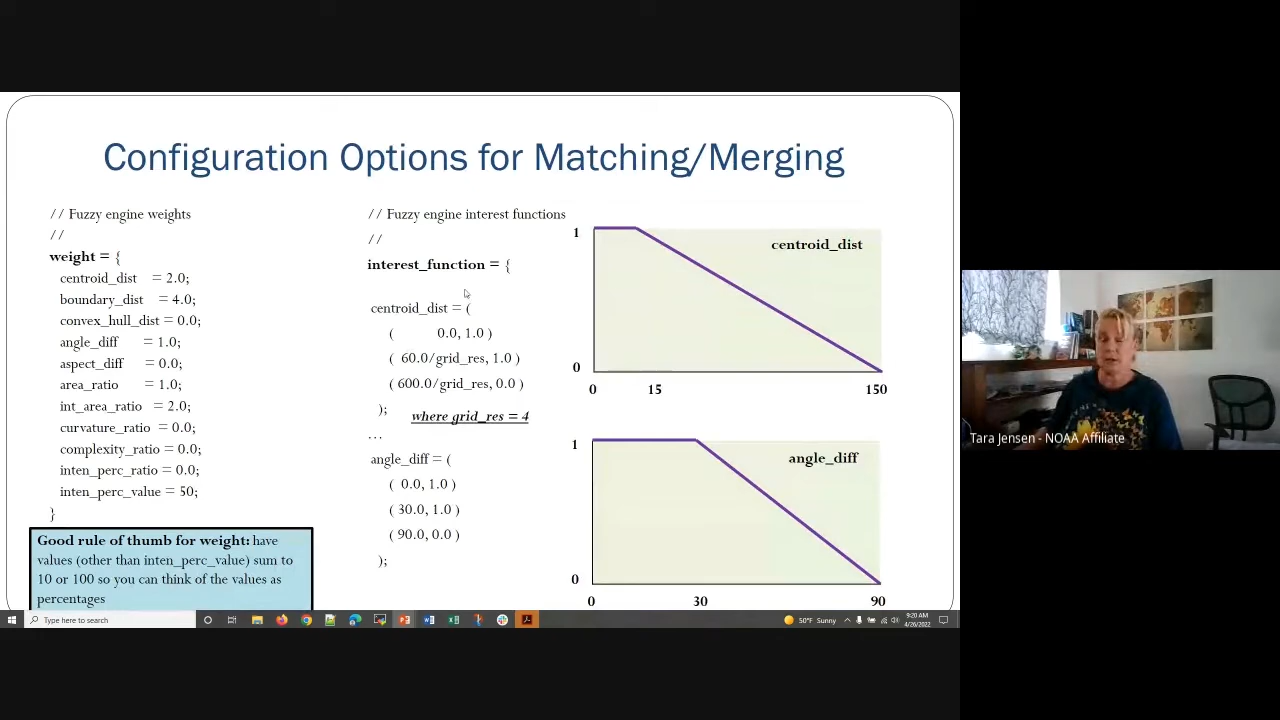 Configuration Options for Matching/Merging
// Fuzzy engine weights
//
weight = {
centroid_dist = 2.0;
boundary_dist = 4.0;
convex_hull_dist = 0.0;
angle_diff = 1.0;
aspect_diff = 0.0;
area_ratio = 1.0;
int_area_ratio = 2.0;
curvature_ratio = 0.0;
complexity_ratio = 0.0;
inten_perc_ratio = 0.0;
inten_perc_value = 50;
}
Good rule of thumb for weight: have
values (other than inten_perc_value) sum to
10 or 100 so you can think of the values as
percentages
// Fuzzy engine interest functions
//
interest_function = {
centroid_dist = (
( 0.0, 1.0 )
( 60.0/grid_res, 1.0 )
( 600.0/grid_res, 0.0 )
);
where grid_res = 4
...
angle_diff = (
( 0.0, 1.0 )
( 30.0, 1.0 )
( 90.0, 0.0 )
);
1
centroid_dist
0
0 15 150
1
angle_diff
0
0 30 90
Tara Jensen - NOAA Affiliate
Type here to search
50°F Sunny
9:20 AM
4/26/2022